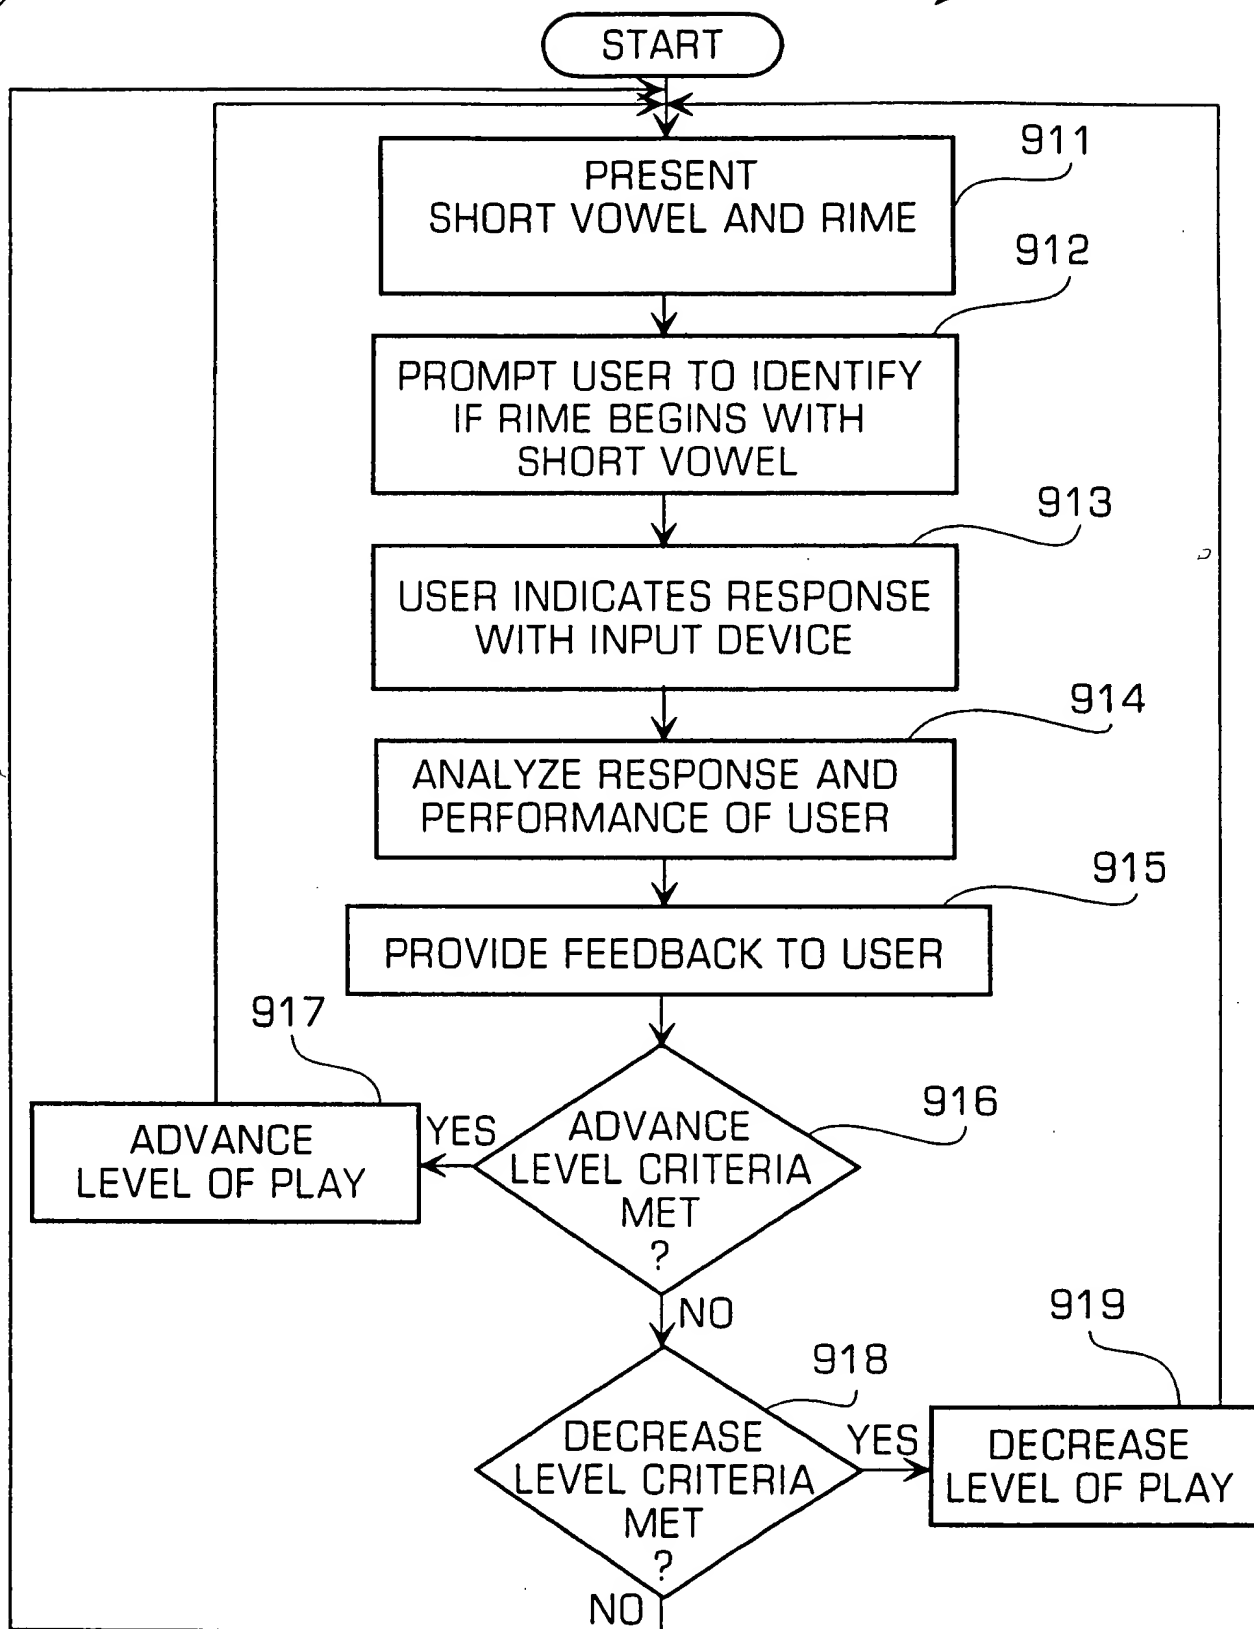 START
911
PRESENT
SHORT VOWEL AND RIME
912
PROMPT USER TO IDENTIFY
IF RIME BEGINS WITH
SHORT VOWEL
913
USER INDICATES RESPONSE
WITH INPUT DEVICE
914
ANALYZE RESPONSE AND
PERFORMANCE OF USER
915
PROVIDE FEEDBACK TO USER
917
916
ADVANCE
LEVEL OF PLAY
YES
ADVANCE
LEVEL CRITERIA
MET
?
NO
919
918
DECREASE
LEVEL CRITERIA
MET
?
YES
DECREASE
LEVEL OF PLAY
NO